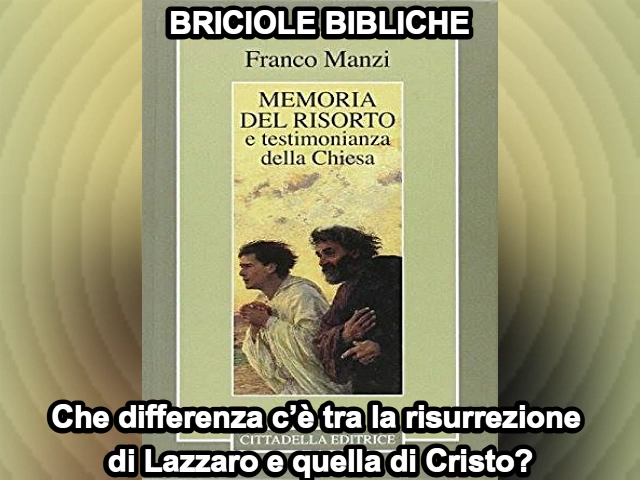 BRICIOLE BIBLICHE
Franco Manzi
MEMORIA
DEL RISORTO
e testimonianza
della Chiesa
Che differenza c'è tra la risurrezione
CITTADELLA EDITRICE
di Lazzaro e quella di Cristo?